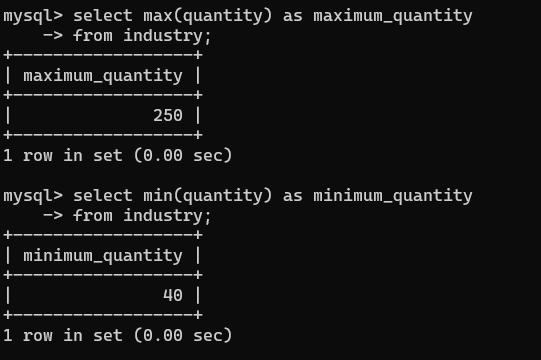 mysql> select max(quantity) as maximum_quantity
    -> from industry;
+------------------+
| maximum_quantity |
+------------------+
|              250 |
+------------------+
1 row in set (0.00 sec)

mysql> select min(quantity) as minimum_quantity
    -> from industry;
+------------------+
| minimum_quantity |
+------------------+
|               40 |
+------------------+
1 row in set (0.00 sec)